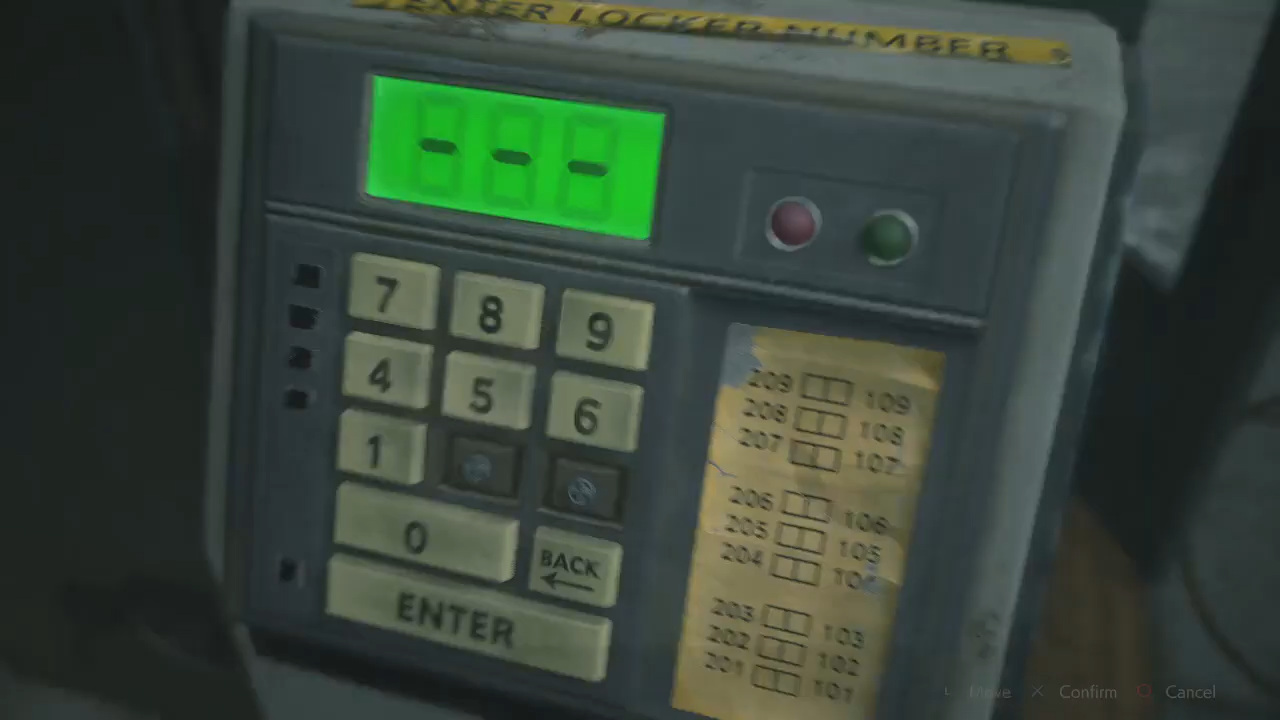 ENTER LOCKER NUMBER
- - -
7 8 9
4 5 6
1
0 BACK
ENTER
209 109
208 108
207 107
206 106
205 105
204
203 103
202 102
201 101
Move Confirm Cancel